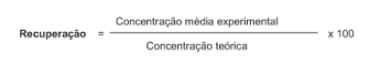 Concentração média experimental
Recuperação = x 100
Concentração teórica